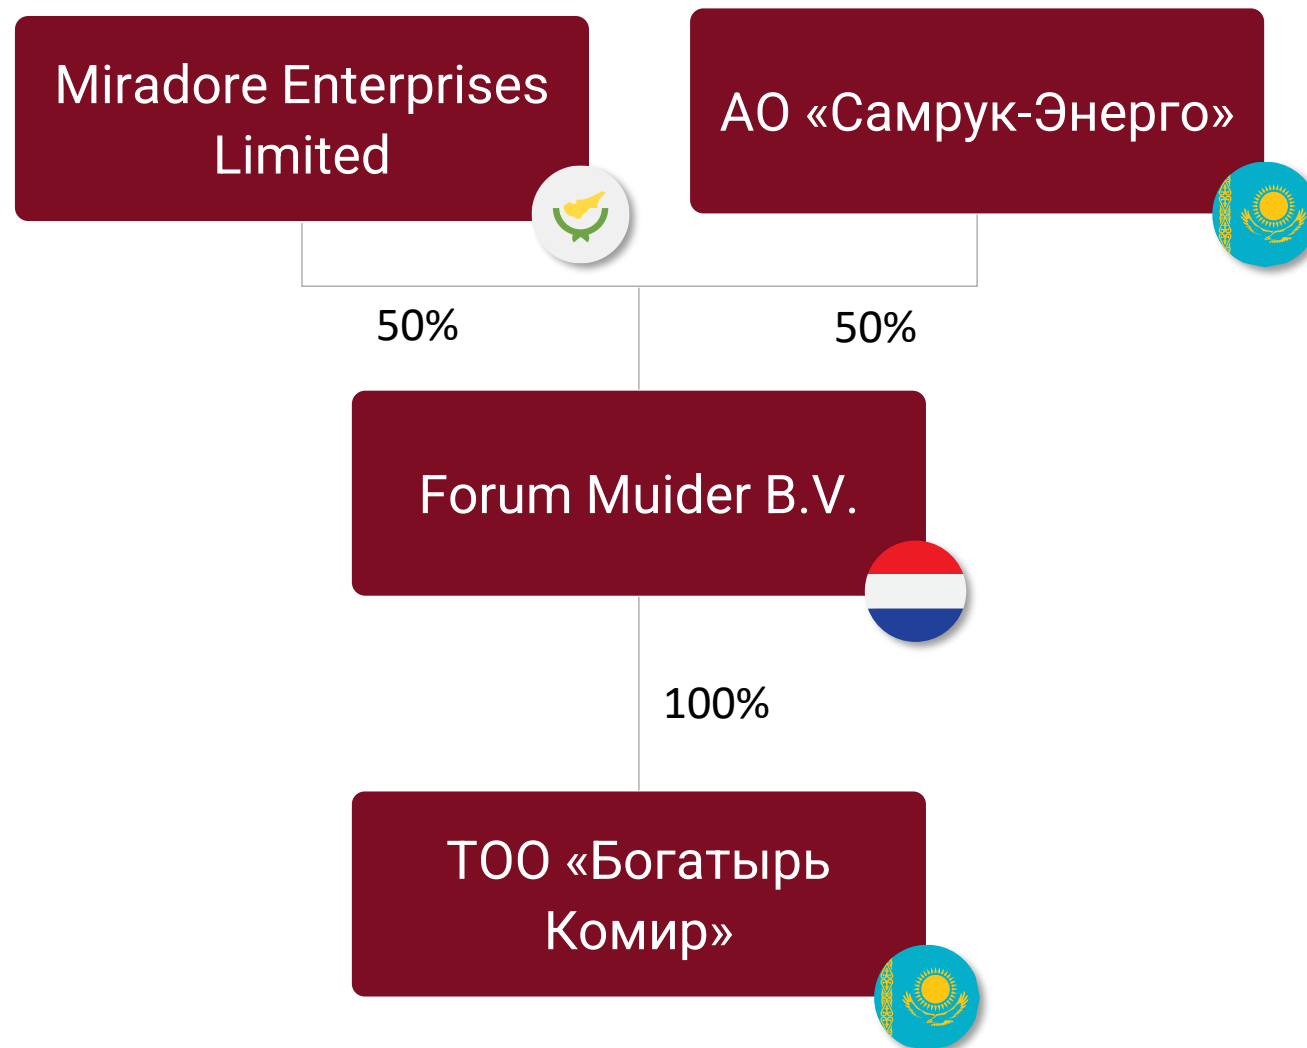 Miradore Enterprises
Limited
АО «Самрук-Энерго»
50%
50%
Forum Muider B.V.
100%
ТОО «Богатырь
Комир»